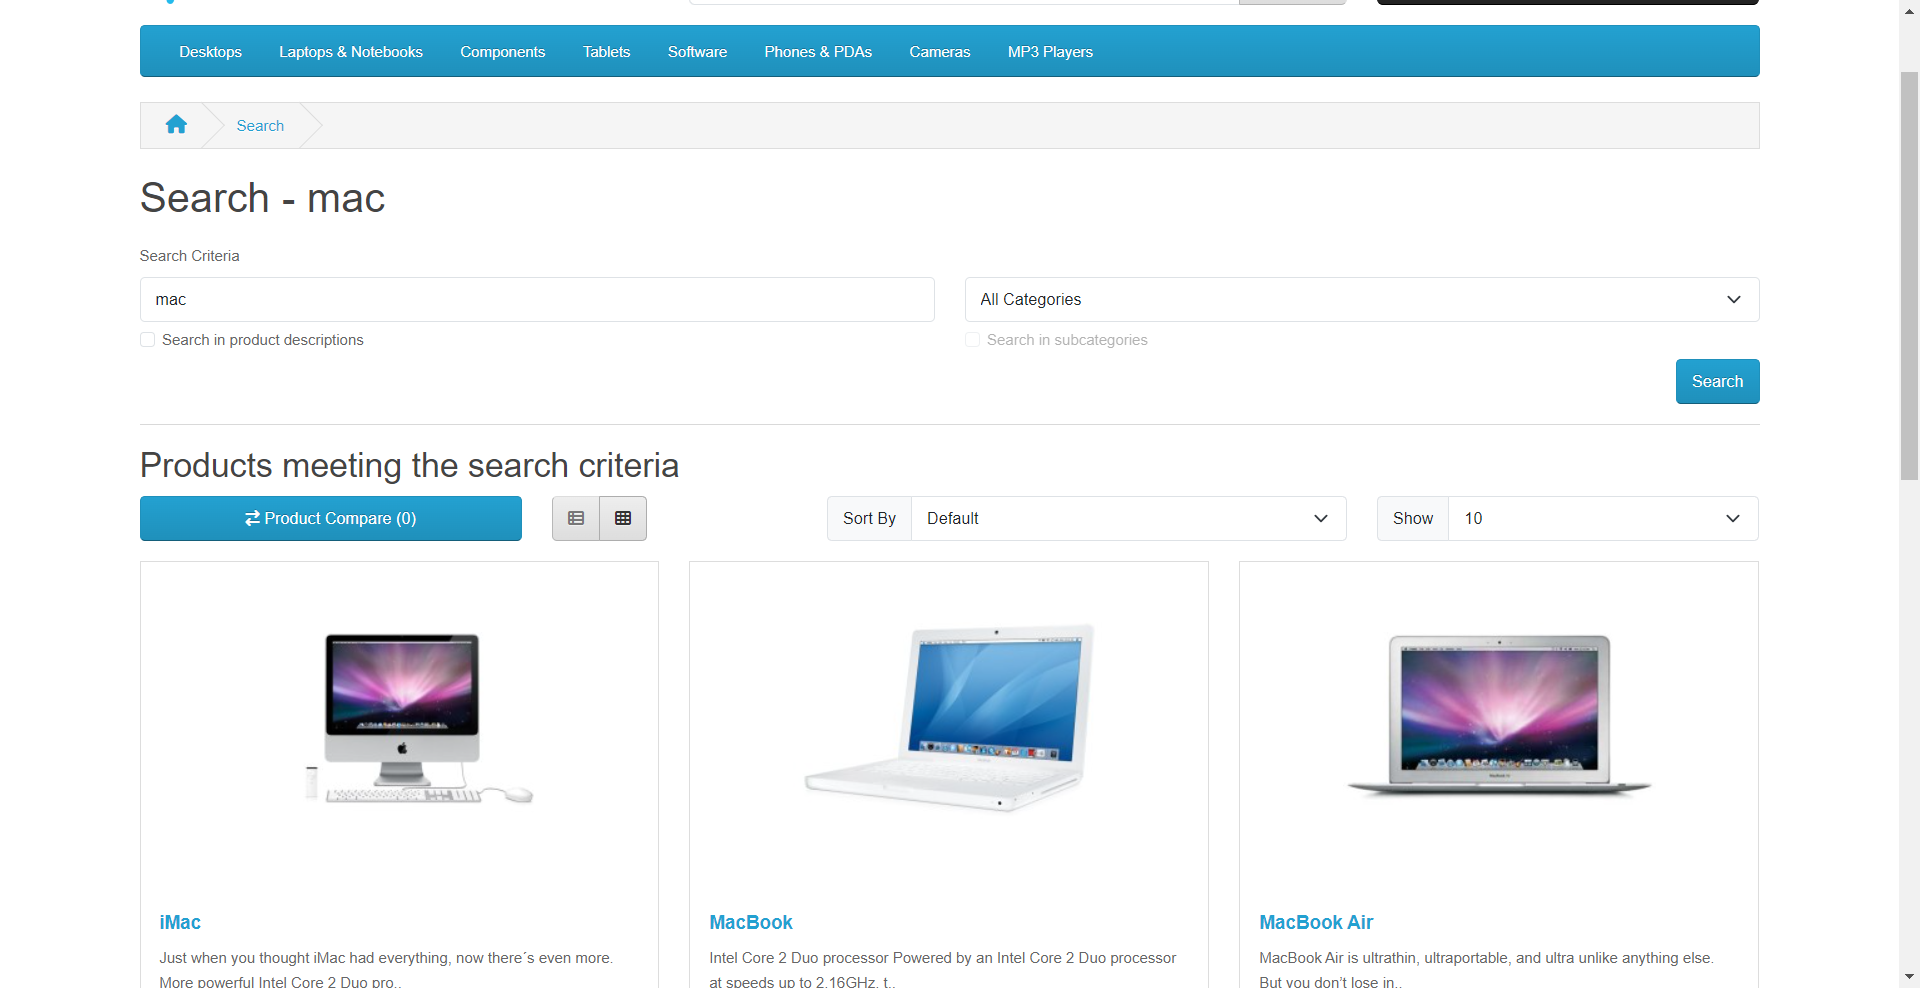 Desktops Laptops & Notebooks Components Tablets Software Phones & PDAs Cameras MP3 Players
Search
Search - mac
Search Criteria
mac
All Categories
Search in product descriptions
Search in subcategories
Search
Products meeting the search criteria
Product Compare (0)
Sort By Default
Show 10
iMac
Just when you thought iMac had everything, now there´s even more.
More powerful Intel Core 2 Duo pro..
MacBook
Intel Core 2 Duo processor Powered by an Intel Core 2 Duo processor
at speeds up to 2.16GHz, t..
MacBook Air
MacBook Air is ultrathin, ultraportable, and ultra unlike anything else.
But you don’t lose in..